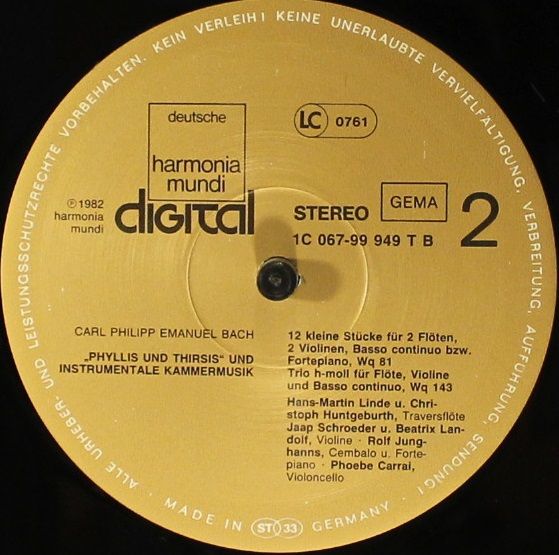 ALLE URHEBER- UND LEISTUNGSSCHUTZRECHTE VORBEHALTEN. KEIN VERLEIH! KEINE UNERLAUBTE VERVIELFÄLTIGUNG, VERBREITUNG, AUFFÜHRUNG, SENDUNG!
deutsche
harmonia
mundi
digital
℗ 1982
harmonia
mundi
LC 0761
STEREO GEMA
1C 067-99 949 T B
2
CARL PHILIPP EMANUEL BACH
„PHYLLIS UND THIRSIS“ UND
INSTRUMENTALE KAMMERMUSIK
12 kleine Stücke für 2 Flöten,
2 Violinen, Basso continuo bzw.
Fortepiano, Wq 81
Trio h-moll für Flöte, Violine
und Basso continuo, Wq 143
Hans-Martin Linde u. Chri-
stoph Huntgeburth, Traversflöte
Jaap Schroeder u. Beatrix Lan-
dolf, Violine · Rolf Jung-
hanns, Cembalo u. Forte-
piano · Phoebe Carrai,
Violoncello
· MADE IN ST 33 GERMANY ·